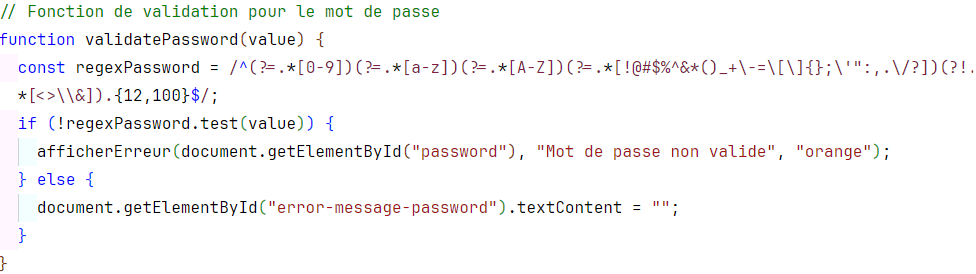 // Fonction de validation pour le mot de passe
function validatePassword(value) {
const regexPassword = /^(?=.*[0-9])(?=.*[a-z])(?=.*[A-Z])(?=.*[!@#$%^&*()_+\-=\[\]{};\'":,.\/?])(?!.
*[<>\\&]).{12,100}$/;
if (!regexPassword.test(value)) {
afficherErreur(document.getElementById("password"), "Mot de passe non valide", "orange");
} else {
document.getElementById("error-message-password").textContent = "";
}
}